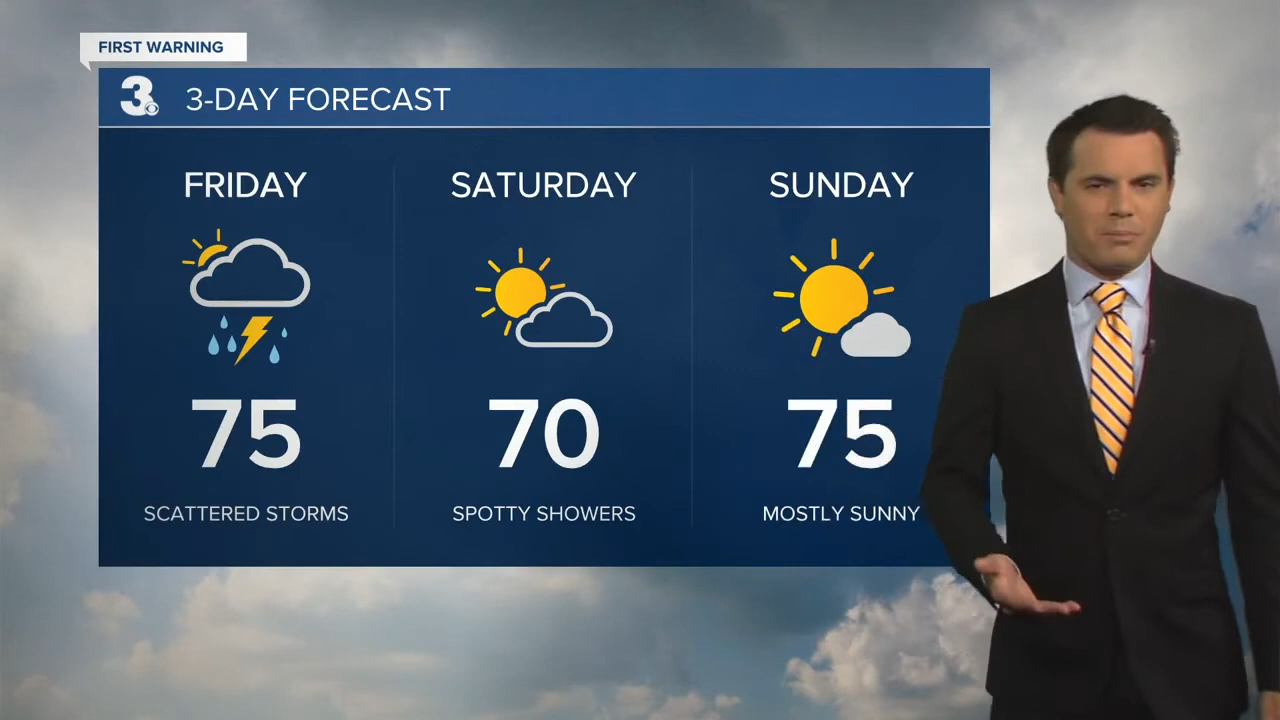 FIRST WARNING
3 3-DAY FORECAST
FRIDAY SATURDAY SUNDAY
75 70 75
SCATTERED STORMS SPOTTY SHOWERS MOSTLY SUNNY